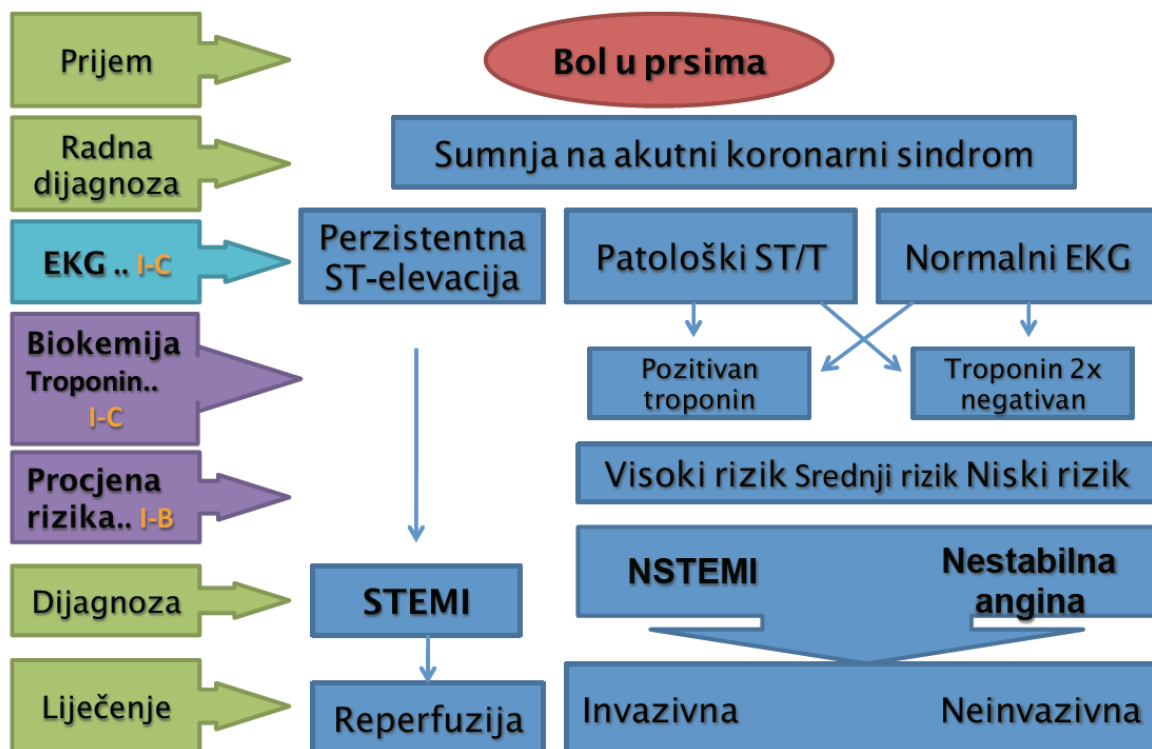 Prijem
Bol u prsima
Radna
dijagnoza
Sumnja na akutni koronarni sindrom
EKG .. I-C
Perzistentna
ST-elevacija
Patološki ST/T
Normalni EKG
Biokemija
Troponin..
I-C
Pozitivan
troponin
Troponin 2x
negativan
Procjena
rizika.. I-B
Visoki rizik Srednji rizik Niski rizik
Dijagnoza
STEMI
NSTEMI
Nestabilna
angina
Liječenje
Reperfuzija
Invazivna
Neinvazivna